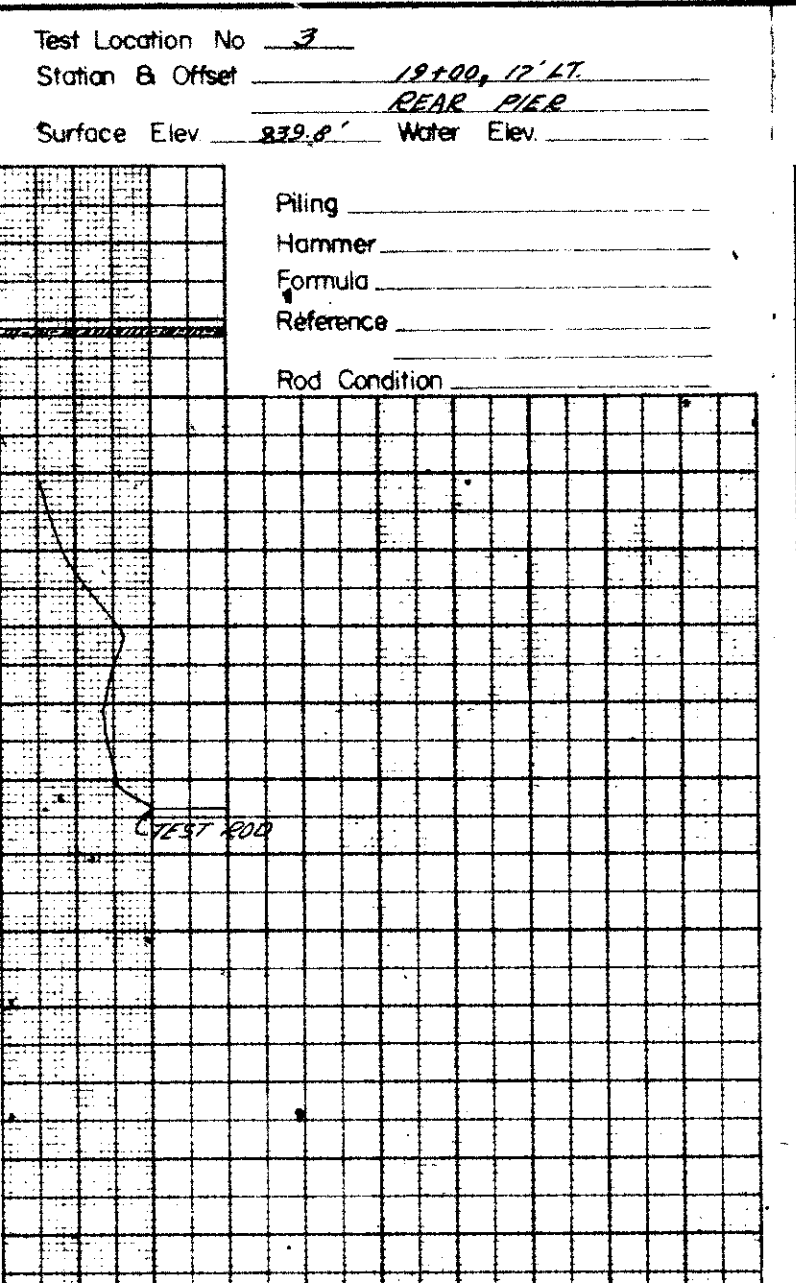 Test Location No 3
Station & Offset 19+00, 17' LT.
REAR PIER
Surface Elev 839.8' Water Elev.
Piling
Hammer
Formula
Reference
Rod Condition
TEST ROD